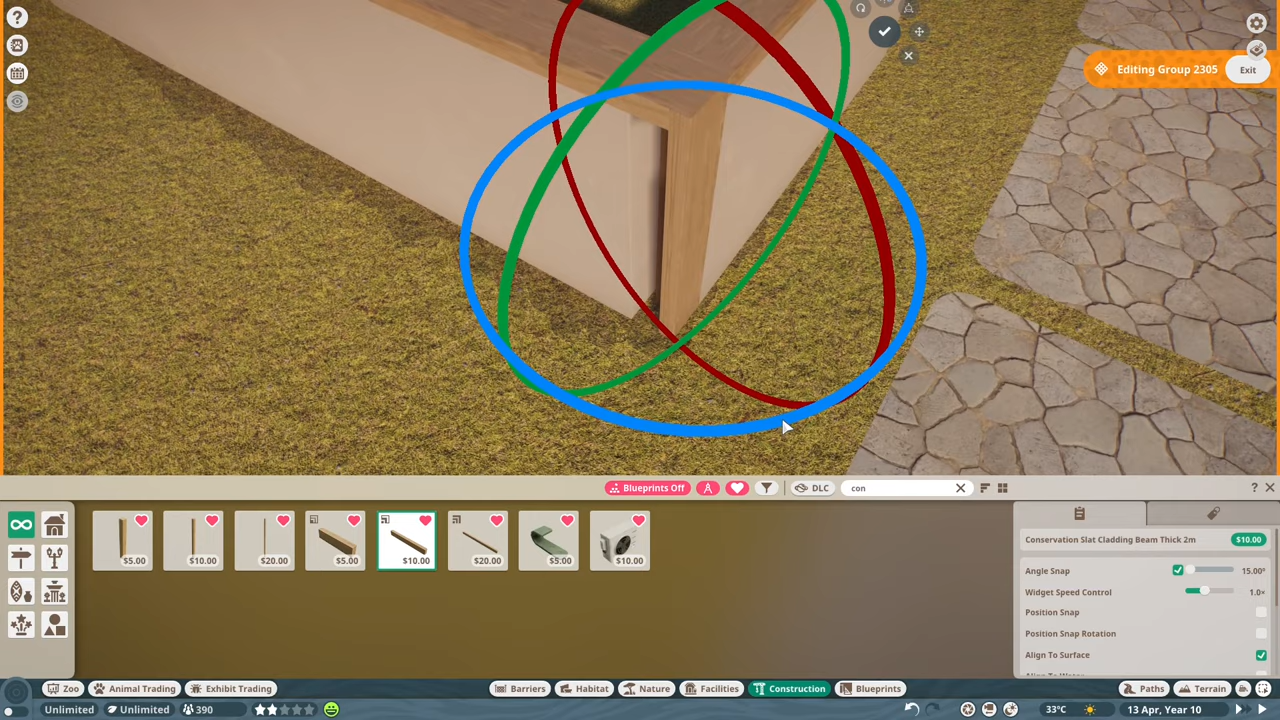 ?
Editing Group 2305
Exit
Blueprints Off
DLC
con
?
$5.00
$10.00
$20.00
$5.00
$10.00
$20.00
$5.00
$10.00
Conservation Slat Cladding Beam Thick 2m
$10.00
Angle Snap
15.00°
Widget Speed Control
1.0×
Position Snap
Position Snap Rotation
Align To Surface
Zoo
Animal Trading
Exhibit Trading
Barriers
Habitat
Nature
Facilities
Construction
Blueprints
Paths
Terrain
Unlimited
Unlimited
390
33°C
13 Apr, Year 10